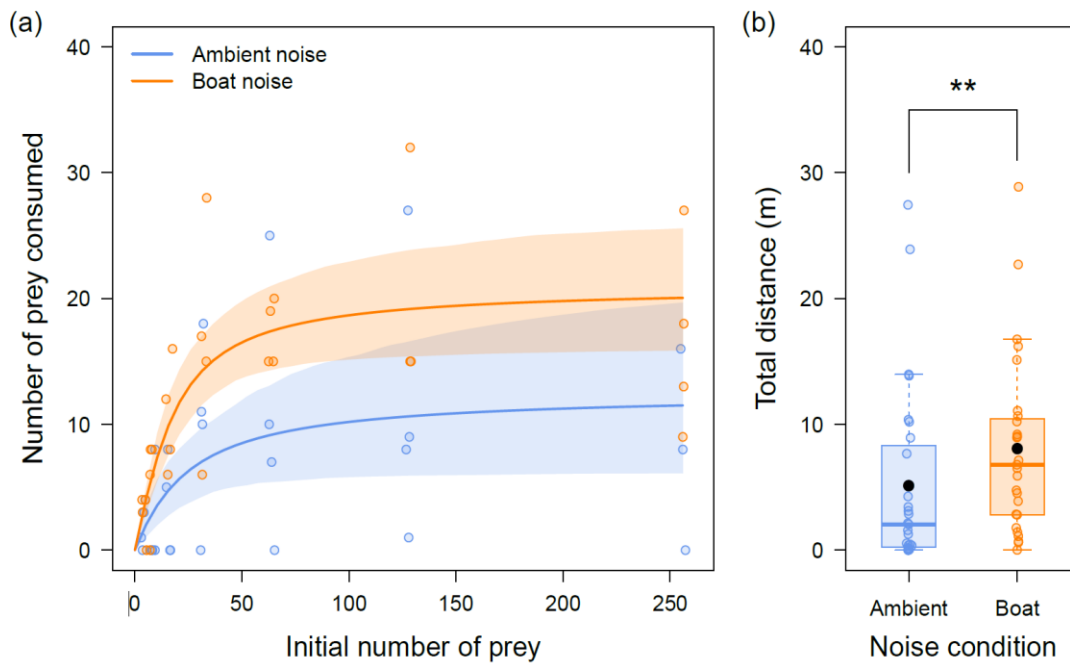 (a)
Ambient noise
Boat noise
Number of prey consumed
40
30
20
10
0
0 50 100 150 200 250
Initial number of prey
(b)
**
Total distance (m)
40
30
20
10
0
Ambient Boat
Noise condition